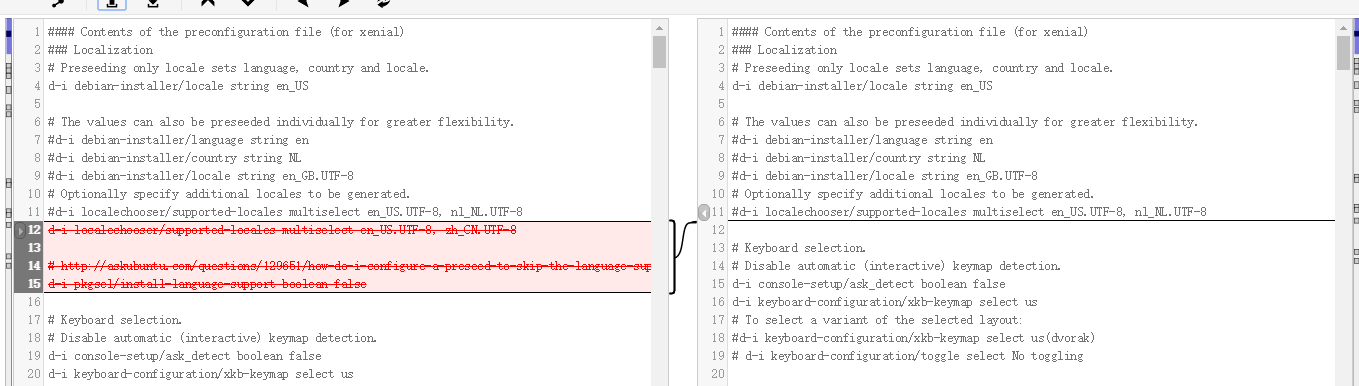 1 #### Contents of the preconfiguration file (for xenial)
2 ### Localization
3 # Preseeding only locale sets language, country and locale.
4 d-i debian-installer/locale string en_US
5
6 # The values can also be preseeded individually for greater flexibility.
7 #d-i debian-installer/language string en
8 #d-i debian-installer/country string NL
9 #d-i debian-installer/locale string en_GB.UTF-8
10 # Optionally specify additional locales to be generated.
11 #d-i localechooser/supported-locales multiselect en_US.UTF-8, nl_NL.UTF-8
12 d-i localechooser/supported-locales multiselect en_US.UTF-8, zh_CN.UTF-8
13
14 # http://askubuntu.com/questions/129651/how-do-i-configure-a-preseed-to-skip-the-language-sup
15 d-i pkgsel/install-language-support boolean false
16
17 # Keyboard selection.
18 # Disable automatic (interactive) keymap detection.
19 d-i console-setup/ask_detect boolean false
20 d-i keyboard-configuration/xkb-keymap select us
1 #### Contents of the preconfiguration file (for xenial)
2 ### Localization
3 # Preseeding only locale sets language, country and locale.
4 d-i debian-installer/locale string en_US
5
6 # The values can also be preseeded individually for greater flexibility.
7 #d-i debian-installer/language string en
8 #d-i debian-installer/country string NL
9 #d-i debian-installer/locale string en_GB.UTF-8
10 # Optionally specify additional locales to be generated.
11 #d-i localechooser/supported-locales multiselect en_US.UTF-8, nl_NL.UTF-8
12
13 # Keyboard selection.
14 # Disable automatic (interactive) keymap detection.
15 d-i console-setup/ask_detect boolean false
16 d-i keyboard-configuration/xkb-keymap select us
17 # To select a variant of the selected layout:
18 #d-i keyboard-configuration/xkb-keymap select us(dvorak)
19 # d-i keyboard-configuration/toggle select No toggling
20